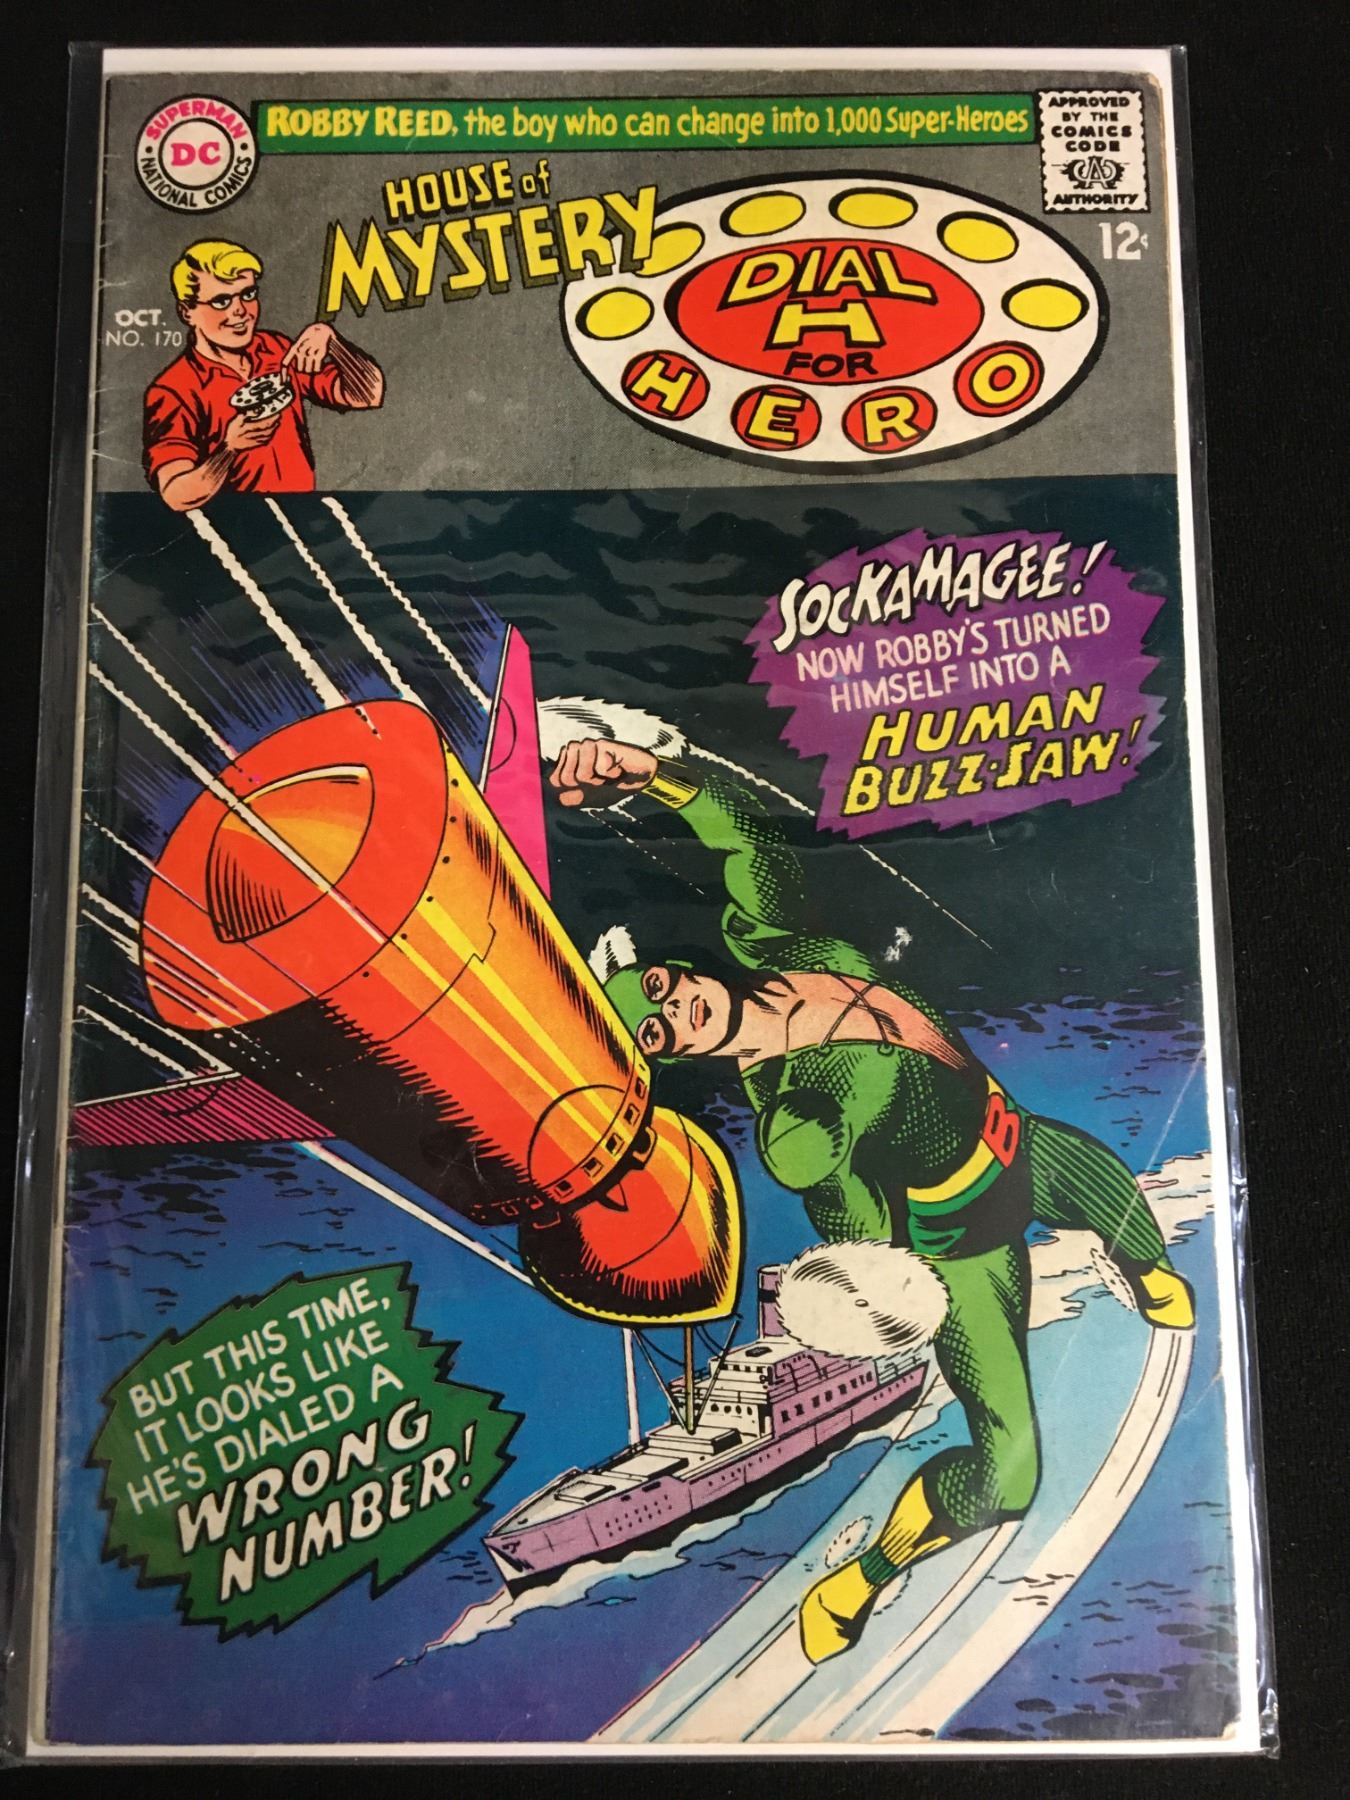 SUPERMAN
DC
NATIONAL COMICS
ROBBY REED, the boy who can change into 1,000 Super-Heroes
APPROVED
BY THE
COMICS
CODE
CA
AUTHORITY
HOUSE of
MYSTERY
DIAL
H
FOR
HERO
12¢
OCT.
NO. 170
SOCKAMAGEE!
NOW ROBBY'S TURNED
HIMSELF INTO A
HUMAN
BUZZ-SAW!
B
BUT THIS TIME,
IT LOOKS LIKE
HE'S DIALED A
WRONG
NUMBER!